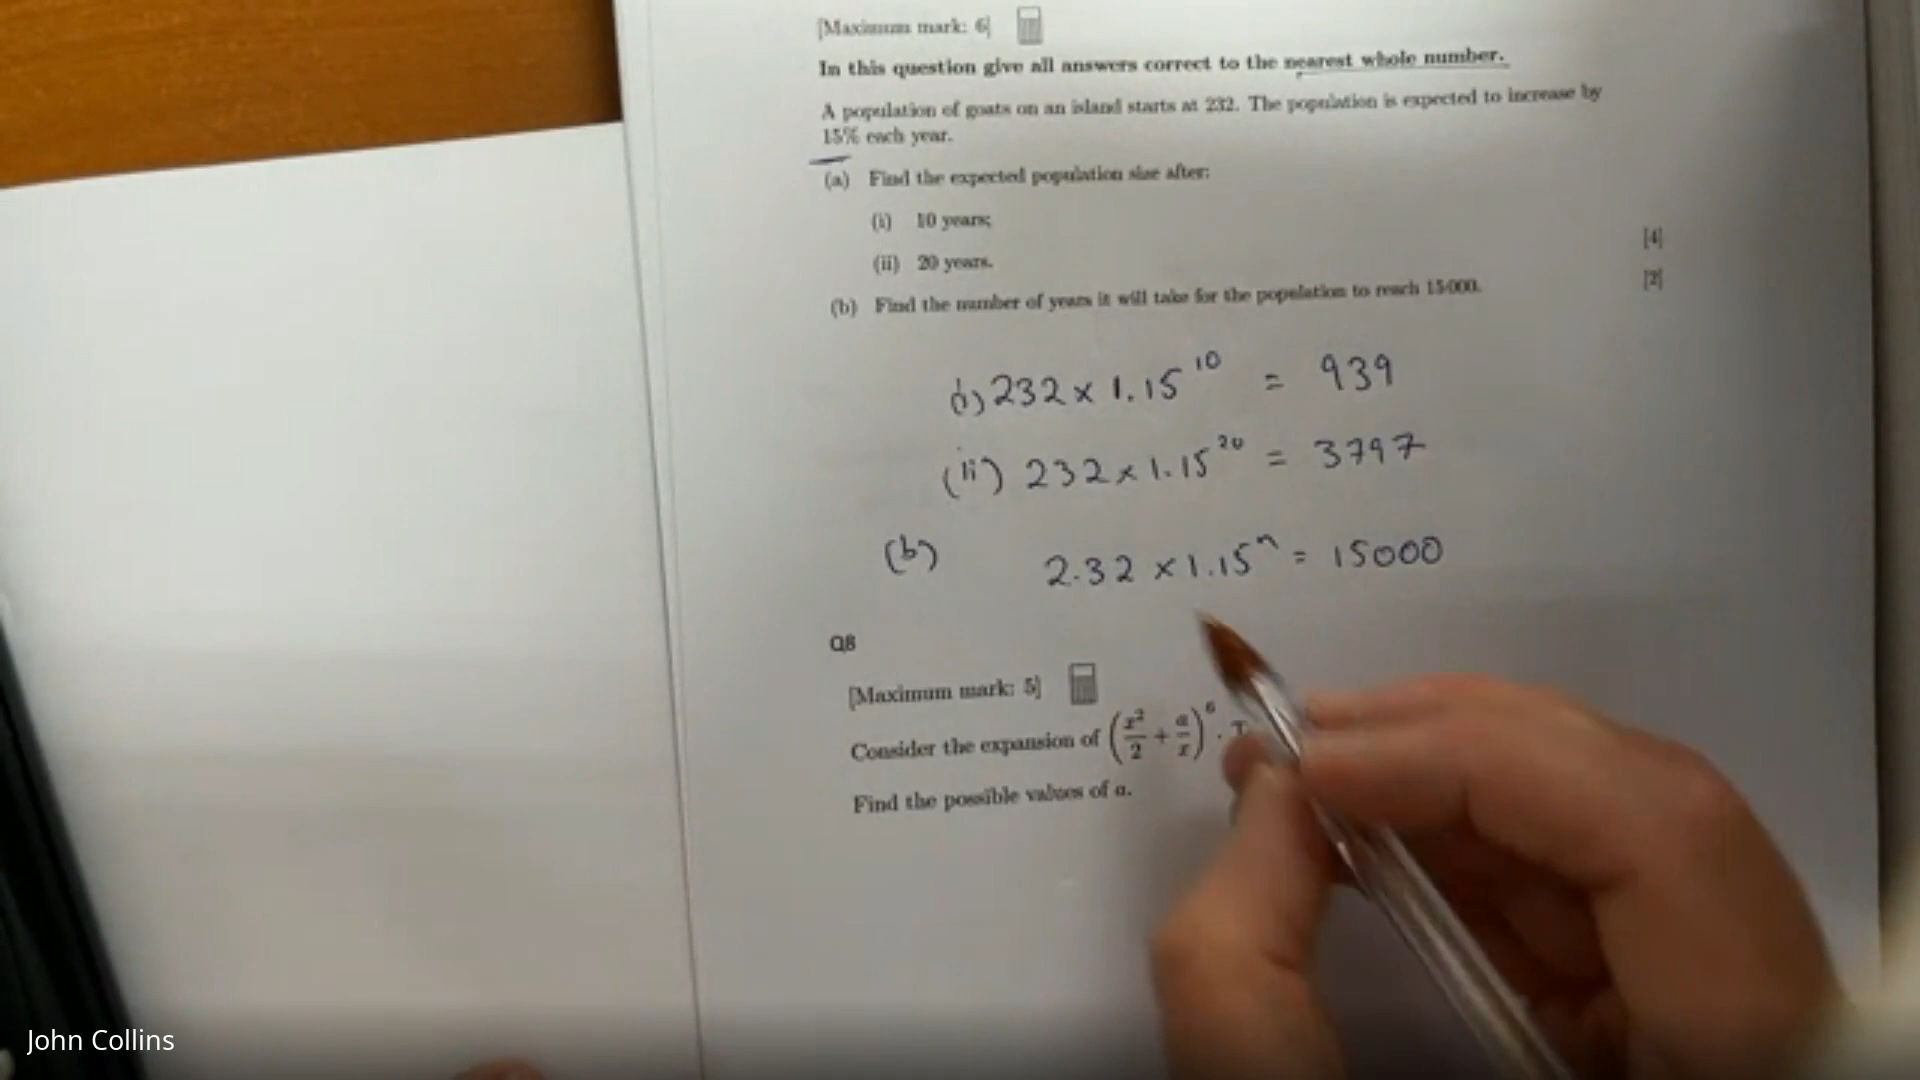 [Maximum mark: 6]
In this question give all answers correct to the nearest whole number.
A population of goats on an island starts at 232. The population is expected to increase by
15% each year.
(a) Find the expected population size after:
(i) 10 years;
(ii) 20 years.
[4]
(b) Find the number of years it will take for the population to reach 15000.
[2]
(i) 232 × 1.15^10 = 939
(ii) 232 × 1.15^20 = 3797
(b) 2.32 × 1.15^n = 15000
Q8
[Maximum mark: 5]
Consider the expansion of (x^2/2 + a/x)^6.
Find the possible values of a.
John Collins